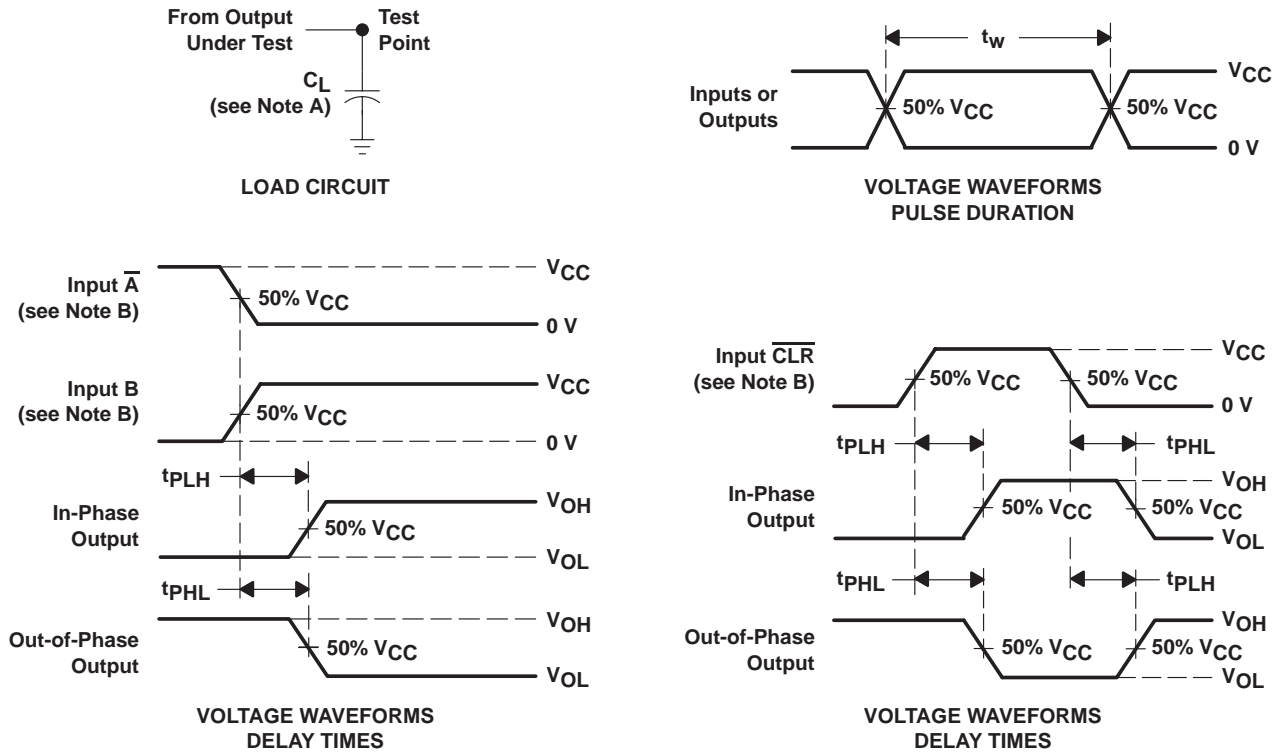 From Output
Under Test
Test
Point
CL
(see Note A)
LOAD CIRCUIT
tw
Inputs or
Outputs
50% VCC
50% VCC
VCC
0 V
VOLTAGE WAVEFORMS
PULSE DURATION
Input A̅
(see Note B)
50% VCC
VCC
0 V
Input B
(see Note B)
50% VCC
VCC
0 V
tPLH
In-Phase
Output
50% VCC
VOH
VOL
tPHL
Out-of-Phase
Output
50% VCC
VOH
VOL
VOLTAGE WAVEFORMS
DELAY TIMES
Input C̅L̅R̅
(see Note B)
50% VCC
50% VCC
VCC
0 V
tPLH
tPHL
In-Phase
Output
50% VCC
50% VCC
VOH
VOL
tPHL
tPLH
Out-of-Phase
Output
50% VCC
50% VCC
VOH
VOL
VOLTAGE WAVEFORMS
DELAY TIMES